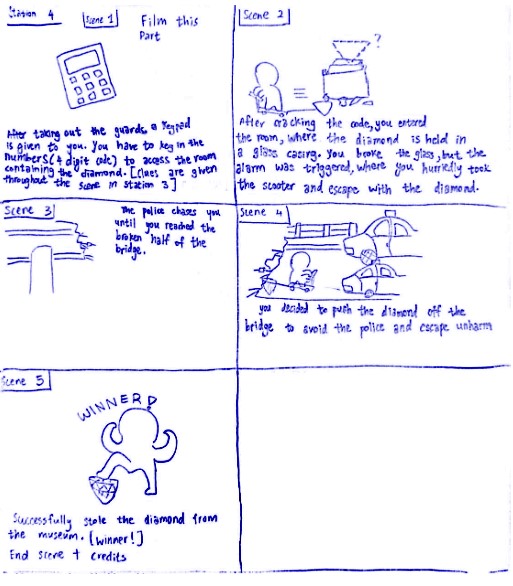 Station 4
Scene 1
Film this
Part
After taking out the guards, a keypad
is given to you. You have to key in the
numbers (4 digit code) to access the room
containing the diamond. [Clues are given
throughout the scene in Station 3]
Scene 2
?
After cracking the code, you entered
the room, where the diamond is held in
a glass casing. You broke the glass, but the
alarm was triggered, where you hurriedly took
the scooter and escape with the diamond.
Scene 3
The police chases you
until you reached the
broken half of the
bridge.
Scene 4
you decided to push the diamond off the
bridge to avoid the police and escape unharm
Scene 5
WINNER!
Successfully stole the diamond from
the museum. [winner!]
End scene + credits